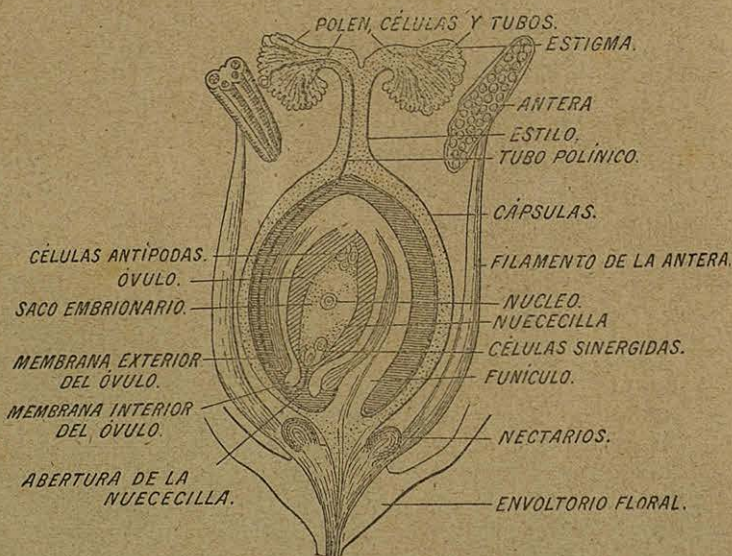 POLEN, CÉLULAS Y TUBOS.
ESTIGMA.
ANTERA
ESTILO.
TUBO POLÍNICO.
CÁPSULAS.
FILAMENTO DE LA ANTERA.
NUCLEO.
NUECECILLA
CÉLULAS SINERGIDAS.
FUNÍCULO.
NECTARIOS.
ENVOLTORIO FLORAL.
CÉLULAS ANTÍPODAS.
ÓVULO.
SACO EMBRIONARIO.
MEMBRANA EXTERIOR
DEL ÓVULO.
MEMBRANA INTERIOR
DEL ÓVULO.
ABERTURA DE LA
NUECECILLA.